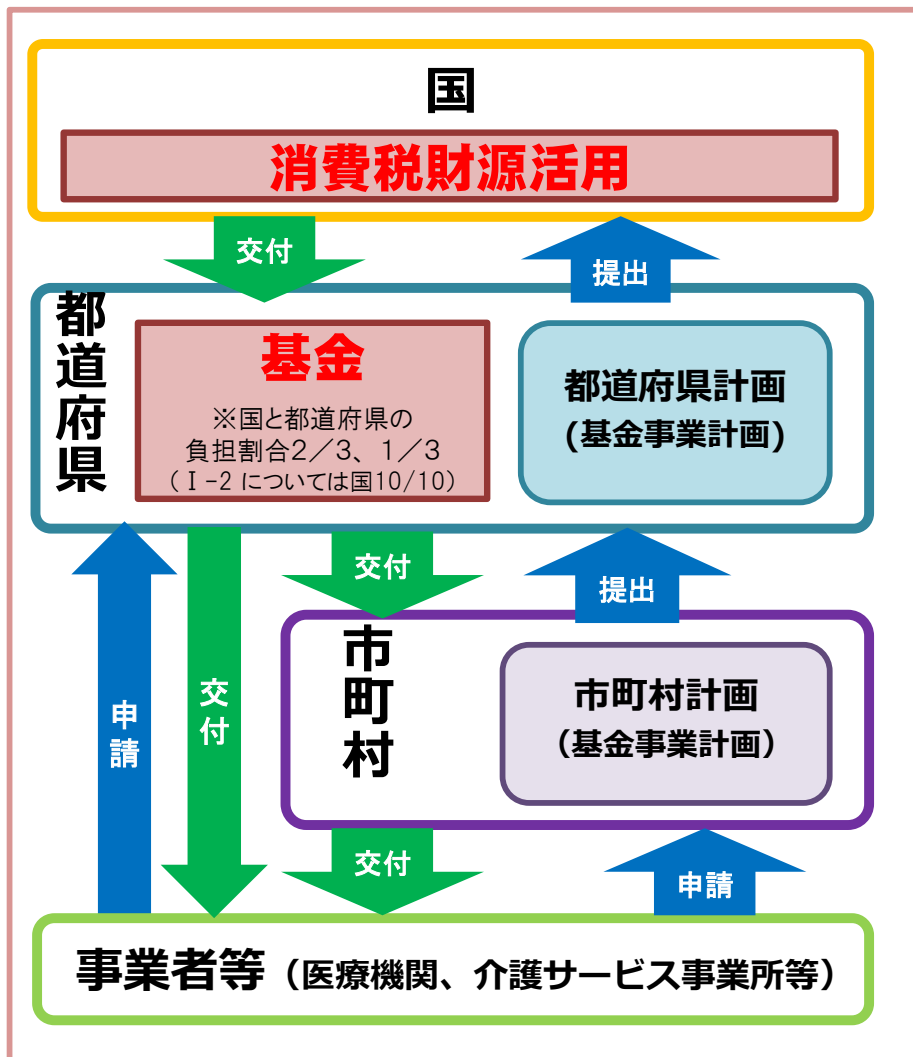 国
消費税財源活用
交付
提出
都道府県
基金
※国と都道府県の
負担割合2／3、1／3
（Ⅰ-2 については国10/10）
都道府県計画
(基金事業計画)
交付
提出
申請
交付
市町村
市町村計画
（基金事業計画）
交付
申請
事業者等（医療機関、介護サービス事業所等）